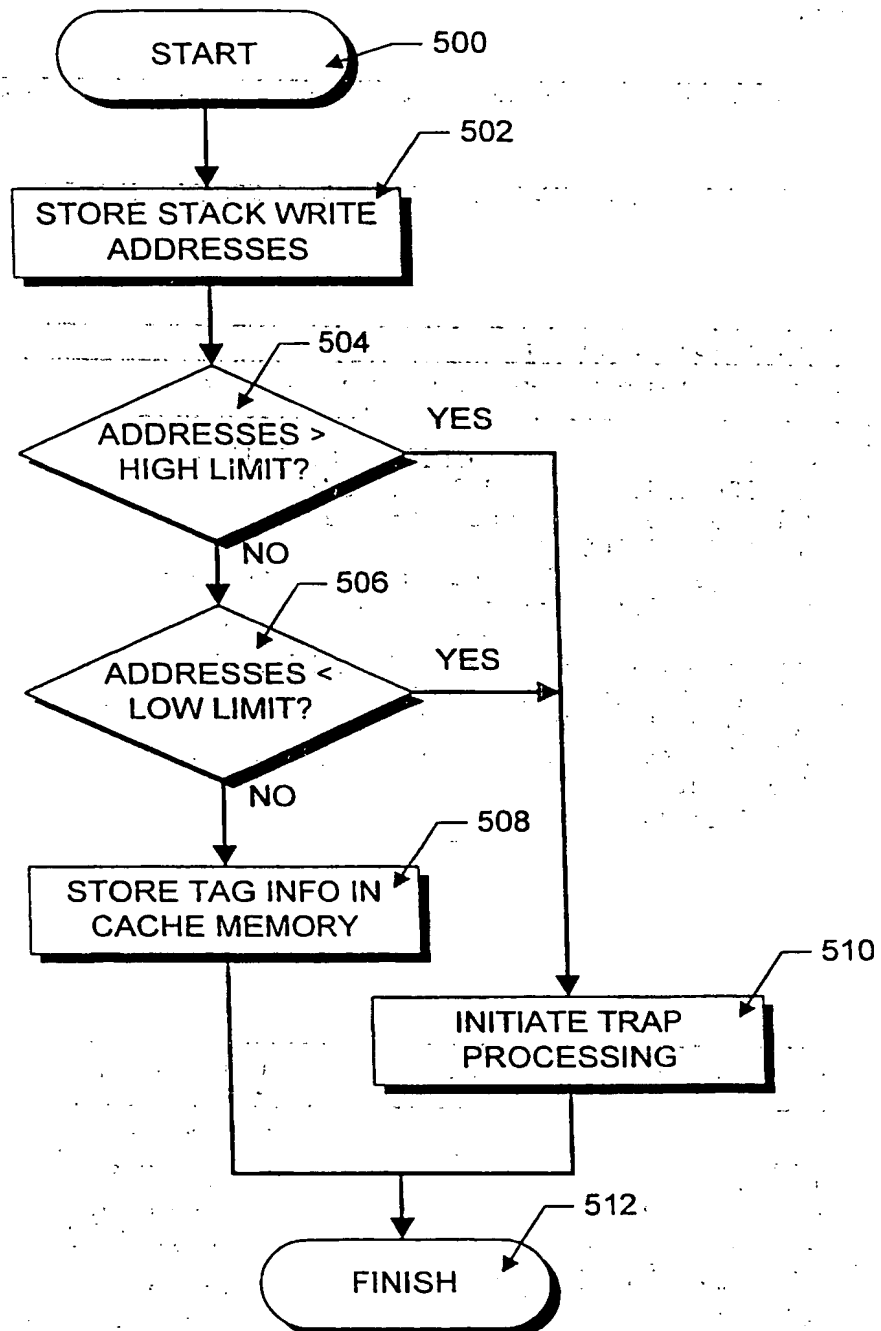 START
500
502
STORE STACK WRITE
ADDRESSES
504
ADDRESSES >
HIGH LIMIT?
YES
NO
506
ADDRESSES <
LOW LIMIT?
YES
NO
508
STORE TAG INFO IN
CACHE MEMORY
510
INITIATE TRAP
PROCESSING
512
FINISH